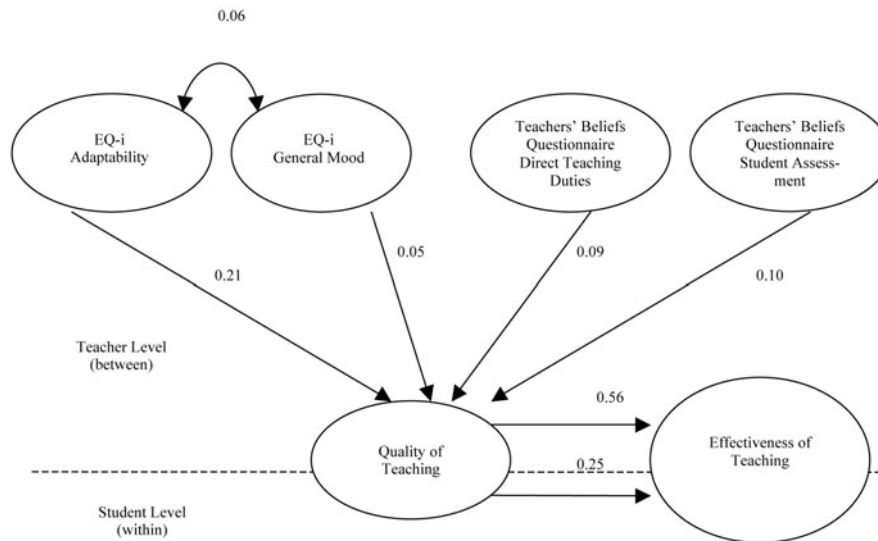 0.06
EQ-i
Adaptability
EQ-i
General Mood
Teachers' Beliefs
Questionnaire
Direct Teaching
Duties
Teachers' Beliefs
Questionnaire
Student Assess-
ment
0.21
0.05
0.09
0.10
Teacher Level
(between)
0.56
Quality of
Teaching
0.25
Effectiveness of
Teaching
Student Level
(within)